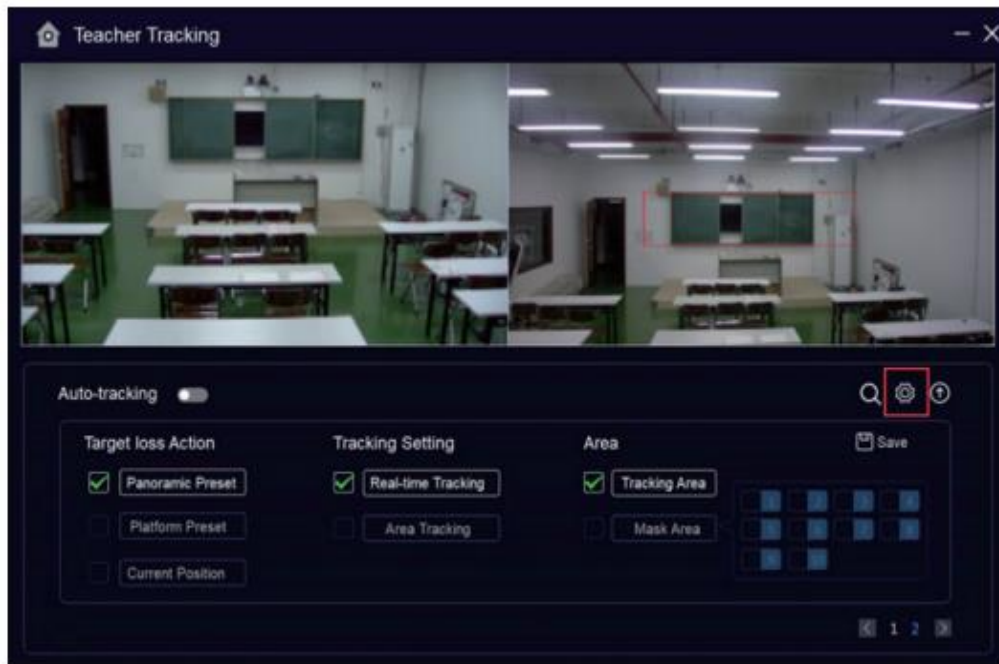 Teacher Tracking
Auto-tracking
Target loss Action Tracking Setting Area Save
Panoramic Preset Real-time Tracking Tracking Area
Platform Preset Area Tracking Mask Area
Current Position
1 2